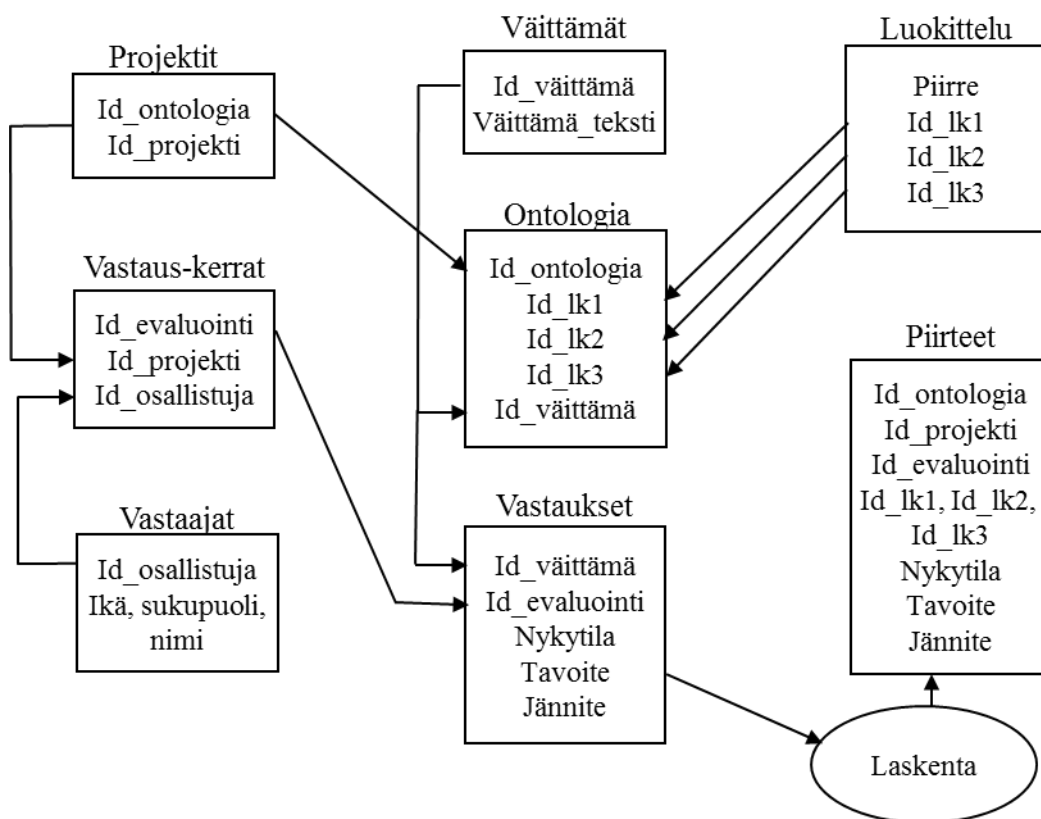 Projektit
Id_ontologia
Id_projekti
Vastaus-kerrat
Id_evaluointi
Id_projekti
Id_osallistuja
Vastaajat
Id_osallistuja
Ikä, sukupuoli,
nimi
Väittämät
Id_väittämä
Väittämä_teksti
Ontologia
Id_ontologia
Id_lk1
Id_lk2
Id_lk3
Id_väittämä
Vastaukset
Id_väittämä
Id_evaluointi
Nykytila
Tavoite
Jännite
Luokittelu
Piirre
Id_lk1
Id_lk2
Id_lk3
Piirteet
Id_ontologia
Id_projekti
Id_evaluointi
Id_lk1, Id_lk2,
Id_lk3
Nykytila
Tavoite
Jännite
Laskenta